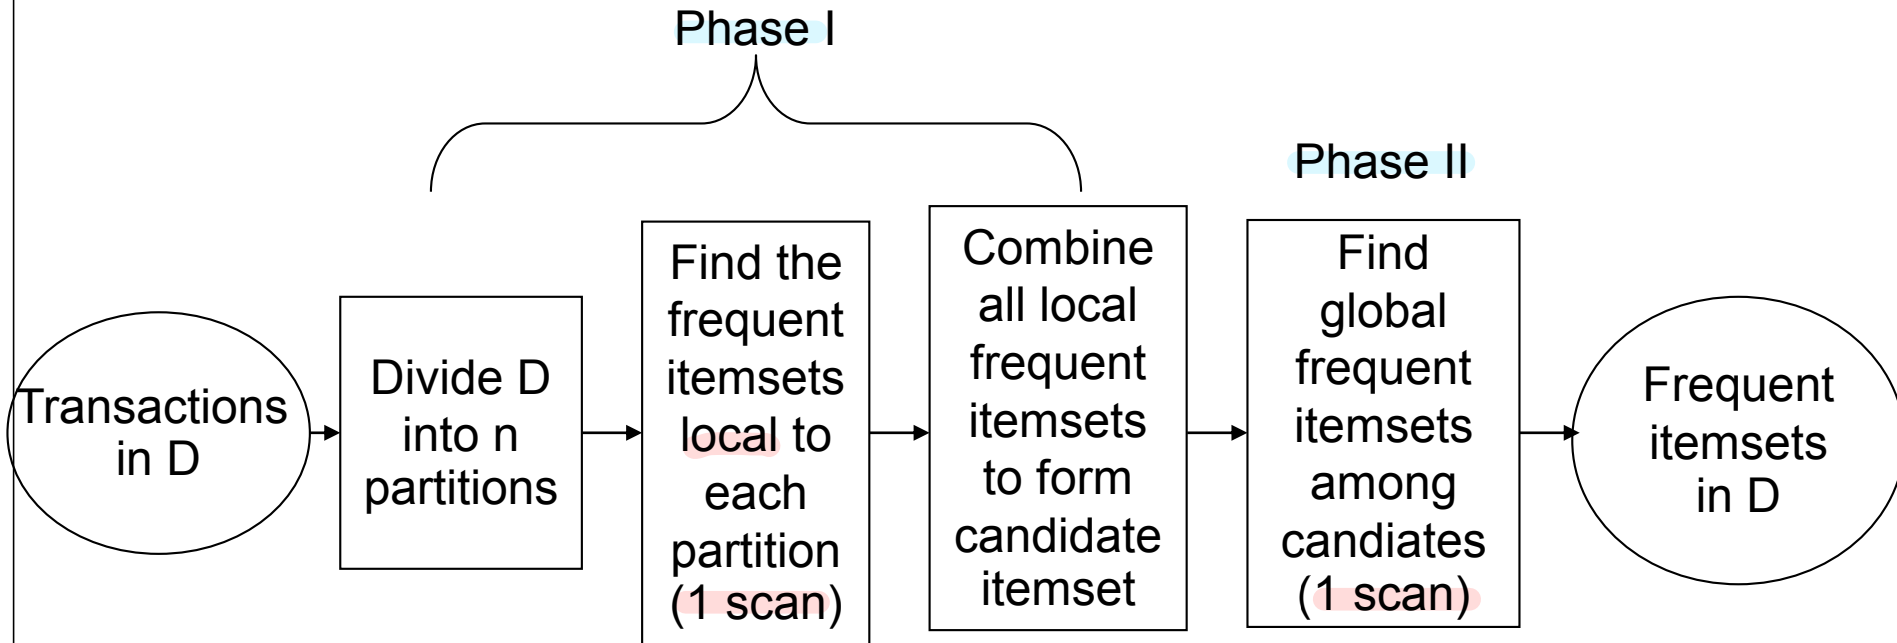 Phase I
Phase II
Transactions
in D
Divide D
into n
partitions
Find the
frequent
itemsets
local to
each
partition
(1 scan)
Combine
all local
frequent
itemsets
to form
candidate
itemset
Find
global
frequent
itemsets
among
candiates
(1 scan)
Frequent
itemsets
in D